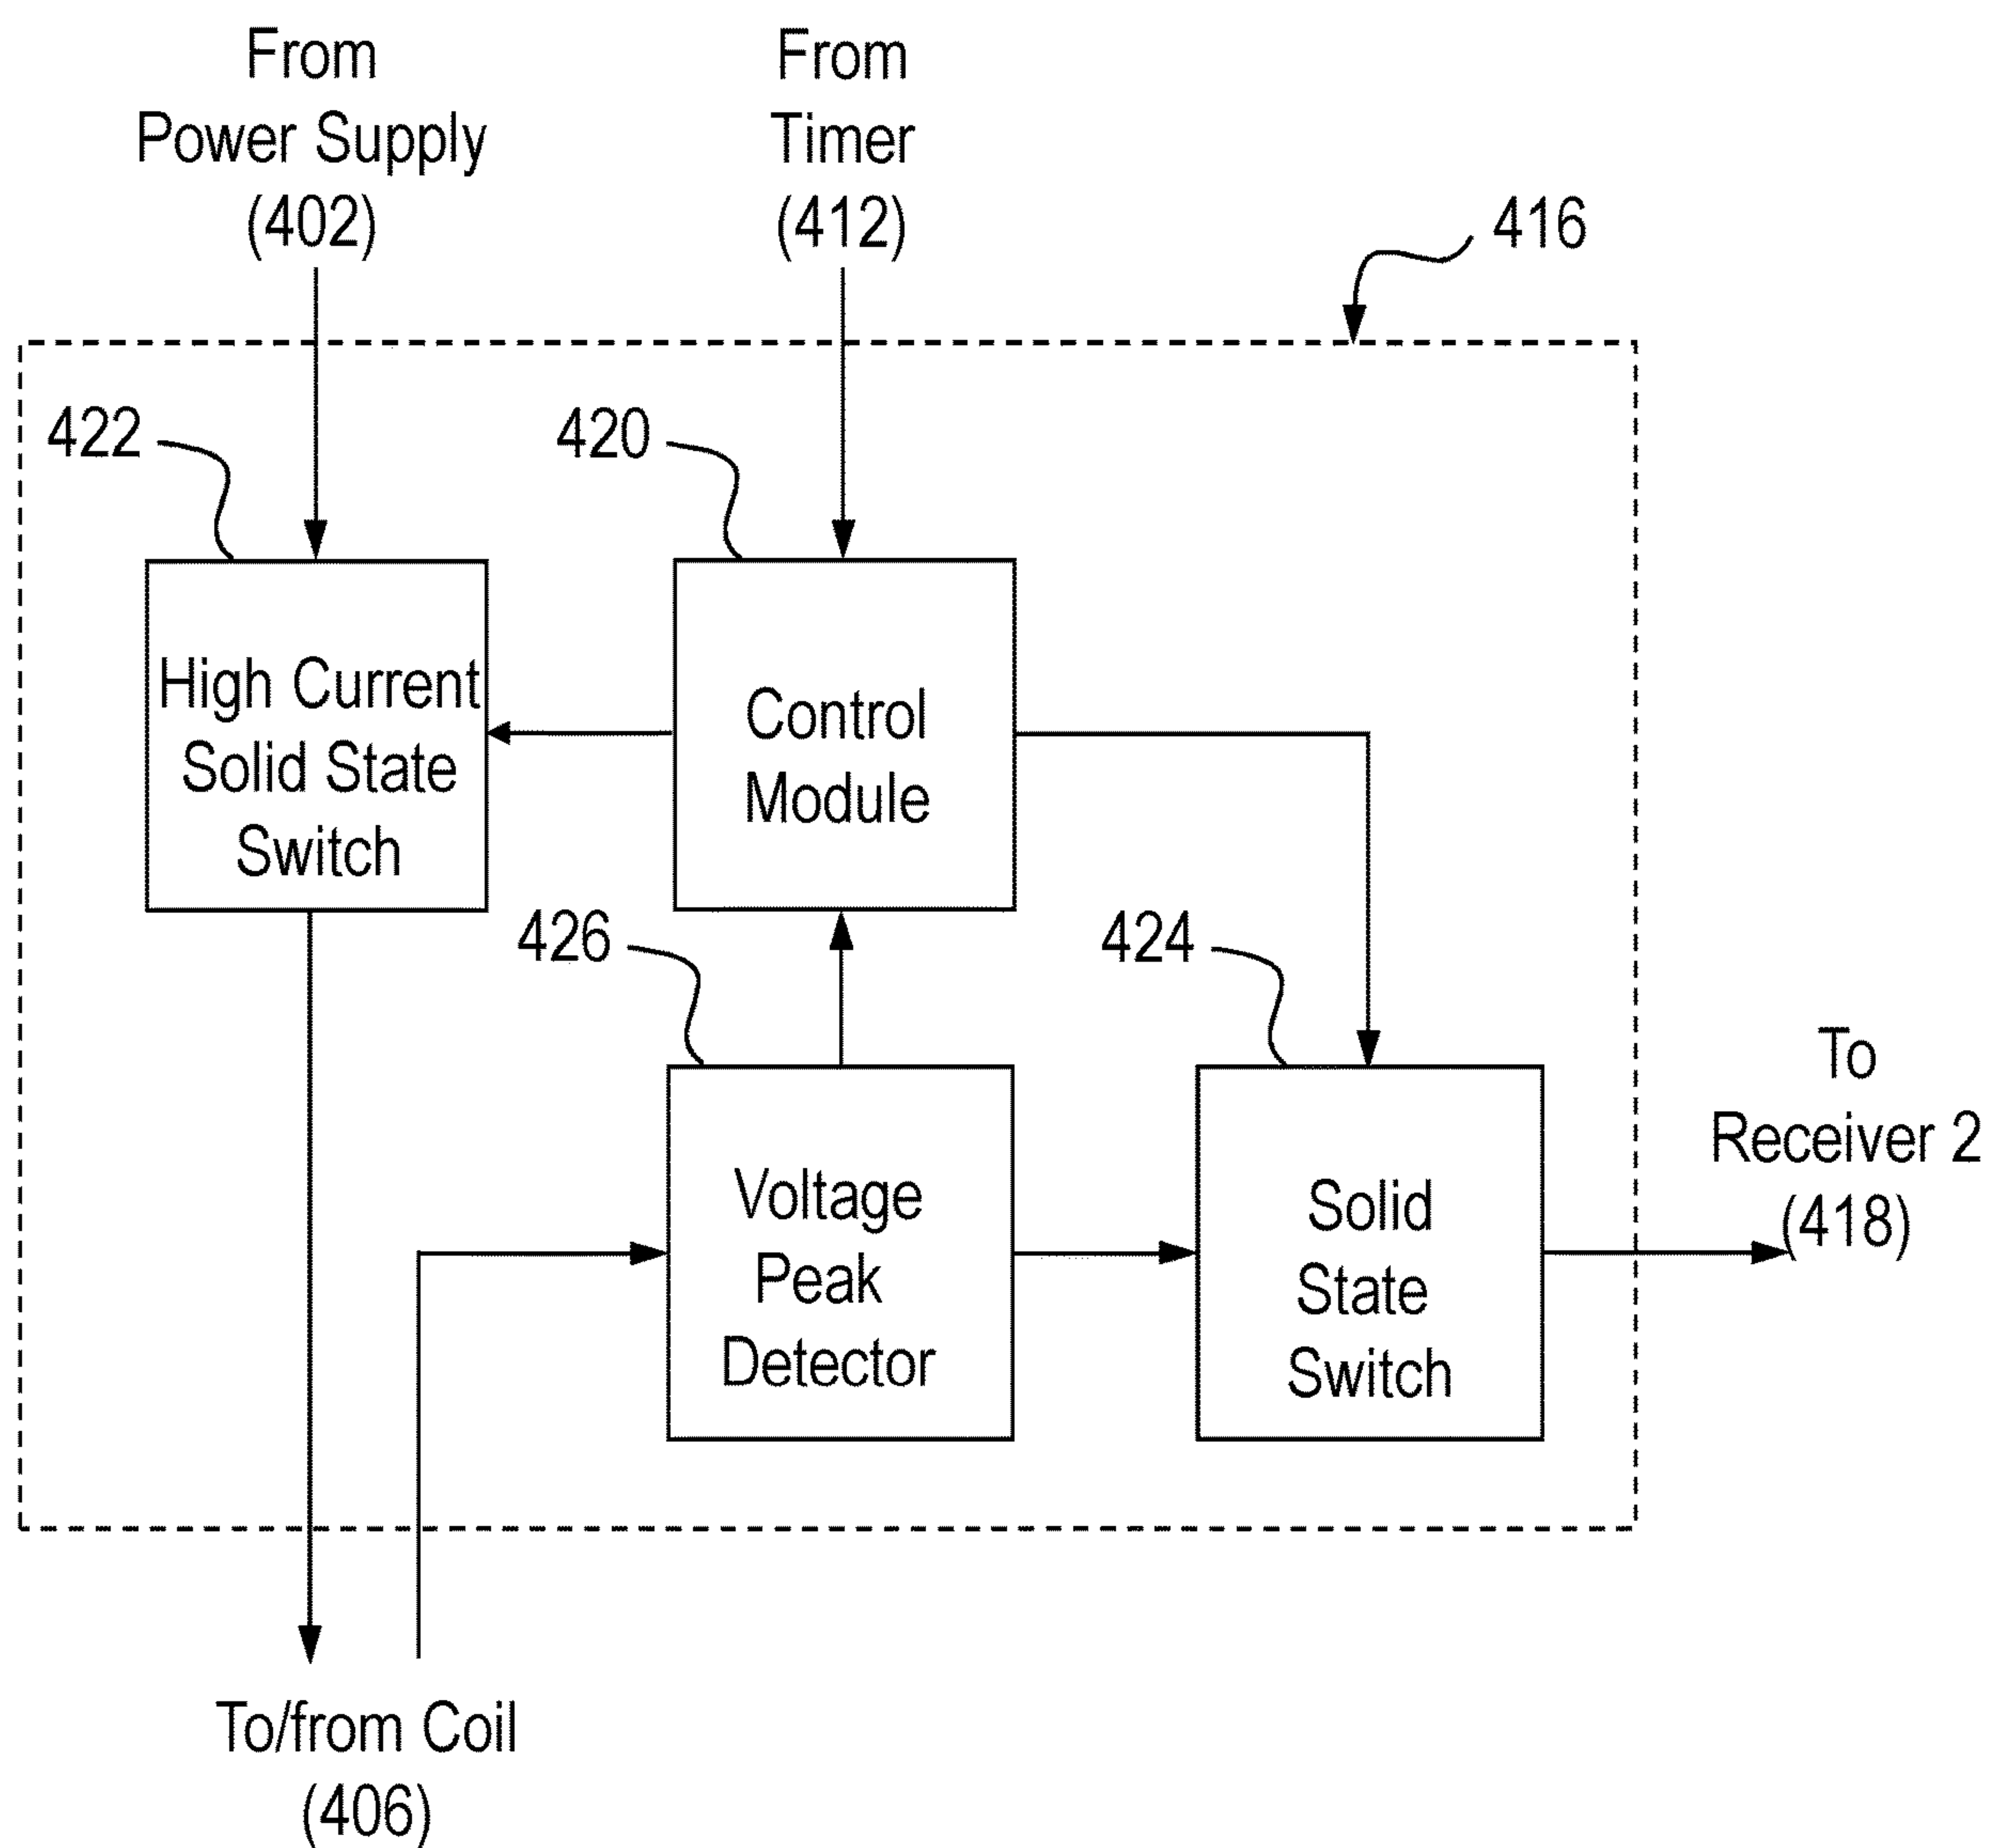 From
Power Supply
(402)
From
Timer
(412)
416
422
420
High Current
Solid State
Switch
Control
Module
426
424
Voltage
Peak
Detector
Solid
State
Switch
To
Receiver 2
(418)
To/from Coil
(406)